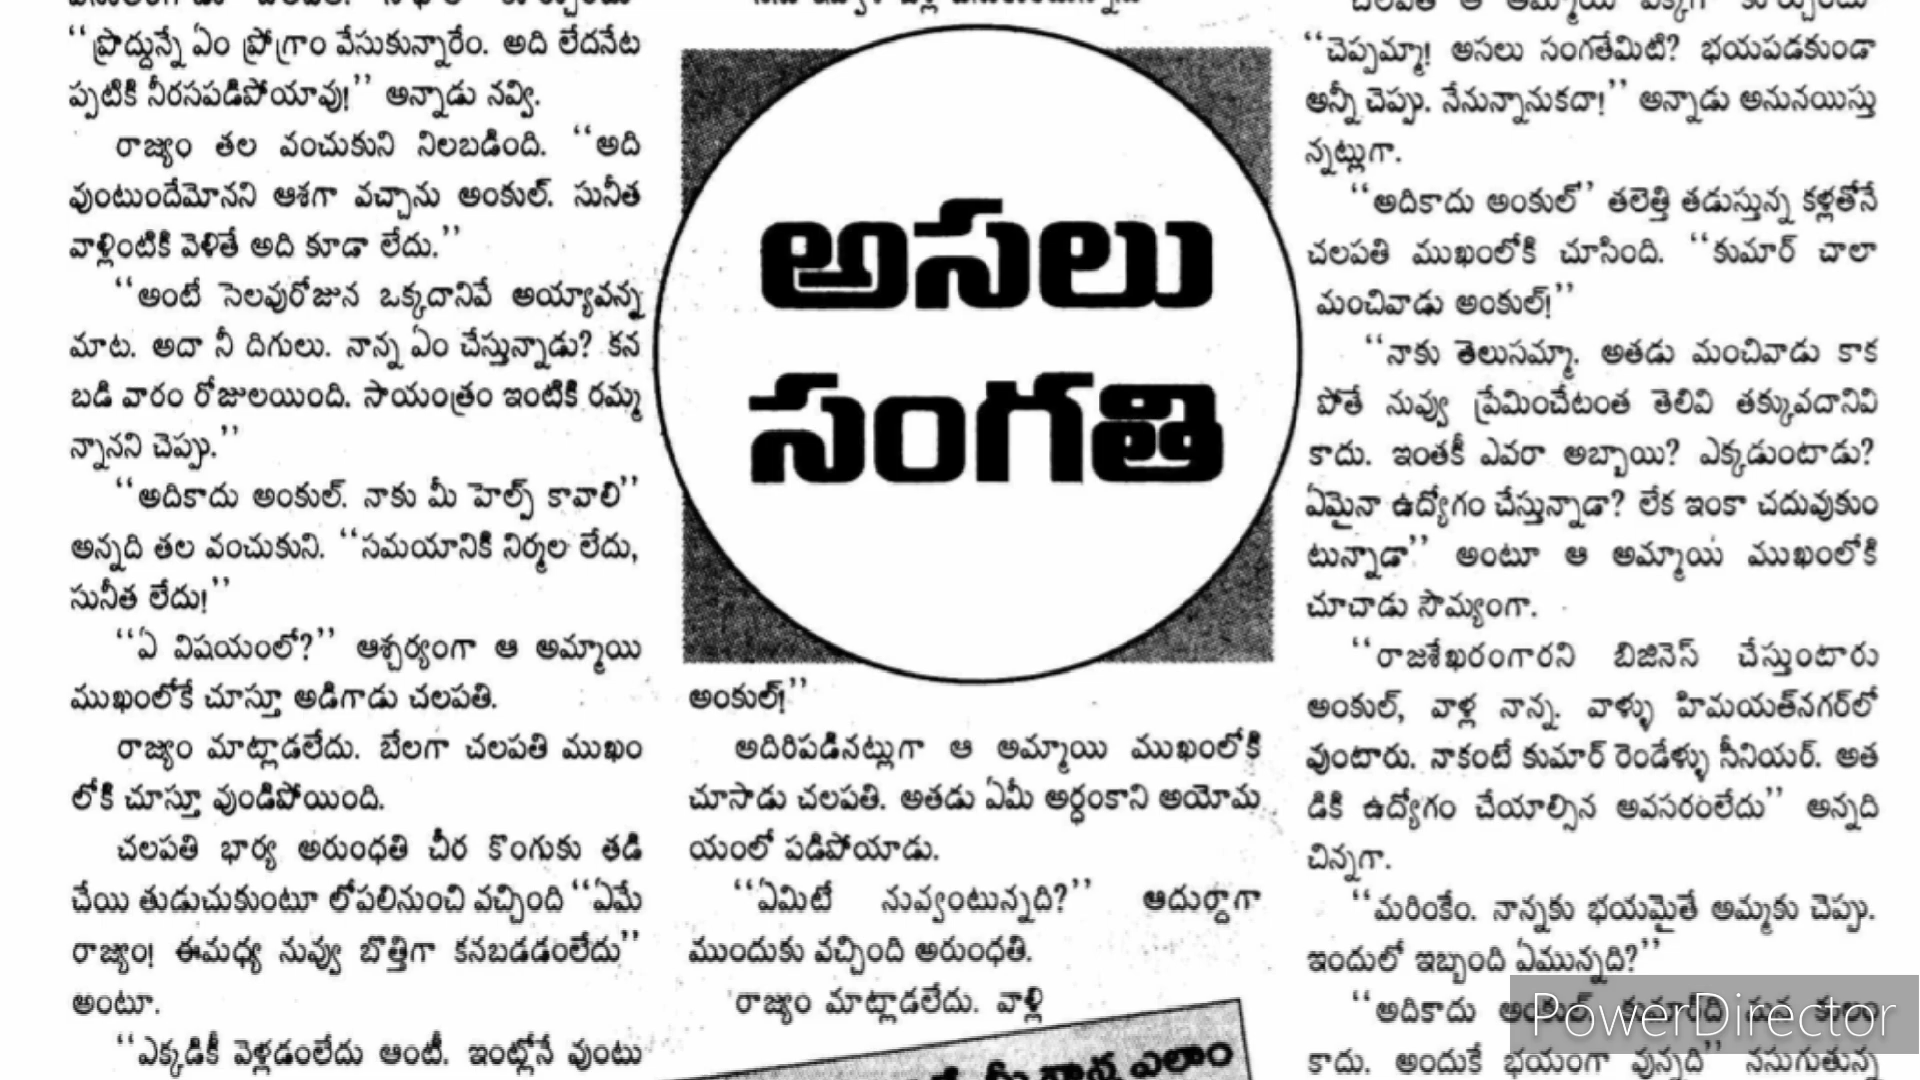 “ప్రొద్దున్నే ఏం ప్రోగ్రాం వేసుకున్నారేం. అది లేదనేట
ప్పటికి నీరసపడిపోయావు!” అన్నాడు నవ్వి.
రాజ్యం తల వంచుకుని నిలబడింది. “అది
వుంటుందేమోనని ఆశగా వచ్చాను అంకుల్. సునీత
వాళ్లింటికి వెళితే అది కూడా లేదు.”
“అంటే సెలవురోజున ఒక్కదానివే అయ్యావన్న
మాట. అదా నీ దిగులు. నాన్న ఏం చేస్తున్నాడు? కన
బడి వారం రోజులయింది. సాయంత్రం ఇంటికి రమ్మ
న్నానని చెప్పు.”
“అదికాదు అంకుల్. నాకు మీ హెల్ప్ కావాలి”
అన్నది తల వంచుకుని. “సమయానికి నిర్మల లేదు,
సునీత లేదు!”
“ఏ విషయంలో?” ఆశ్చర్యంగా ఆ అమ్మాయి
ముఖంలోకే చూస్తూ అడిగాడు చలపతి.
రాజ్యం మాట్లాడలేదు. బేలగా చలపతి ముఖం
లోకి చూస్తూ వుండిపోయింది.
చలపతి భార్య అరుంధతి చీర కొంగుకు తడి
చేయి తుడుచుకుంటూ లోపలినుంచి వచ్చింది “ఏమే
రాజ్యం! ఈమధ్య నువ్వు బొత్తిగా కనబడడంలేదు”
అంటూ.
“ఎక్కడికీ వెళ్లడంలేదు ఆంటీ. ఇంట్లోనే వుంటు
అసలు
సంగతి
అంకుల్!”
అదిరిపడినట్లుగా ఆ అమ్మాయి ముఖంలోకి
చూసాడు చలపతి. అతడు ఏమీ అర్థంకాని అయోమ
యంలో పడిపోయాడు.
“ఏమిటే నువ్వంటున్నది?” ఆదుర్దాగా
ముందుకు వచ్చింది అరుంధతి.
రాజ్యం మాట్లాడలేదు. వాళ్లి
మీ నాన్న ఎలాం
చలపతి ఆ అమ్మాయి పక్కగా కూర్చుంటూ
“చెప్పమ్మా! అసలు సంగతేమిటి? భయపడకుండా
అన్నీ చెప్పు. నేనున్నానుకదా!” అన్నాడు అనునయిస్తు
న్నట్లుగా.
“అదికాదు అంకుల్’ తలెత్తి తడుస్తున్న కళ్లతోనే
చలపతి ముఖంలోకి చూసింది. “కుమార్ చాలా
మంచివాడు అంకుల్!”
“నాకు తెలుసమ్మా. అతడు మంచివాడు కాక
పోతే నువ్వు ప్రేమించేటంత తెలివి తక్కువదానివి
కాదు. ఇంతకీ ఎవరా అబ్బాయి? ఎక్కడుంటాడు?
ఏమైనా ఉద్యోగం చేస్తున్నాడా? లేక ఇంకా చదువుకుం
టున్నాడా” అంటూ ఆ అమ్మాయి ముఖంలోకి
చూచాడు సౌమ్యంగా.
“రాజశేఖరంగారని బిజినెస్ చేస్తుంటారు
అంకుల్, వాళ్ల నాన్న. వాళ్ళు హిమయత్‌నగర్‌లో
వుంటారు. నాకంటే కుమార్ రెండేళ్ళు సీనియర్. అత
డికి ఉద్యోగం చేయాల్సిన అవసరంలేదు” అన్నది
చిన్నగా.
“మరింకేం. నాన్నకు భయమైతే అమ్మకు చెప్పు.
ఇందులో ఇబ్బంది ఏమున్నది?”
“అదికాదు అంకుల్ కుమార్‌ది మన కులం
కాదు. అందుకే భయంగా వున్నది” నసుగుతున్న
PowerDirector